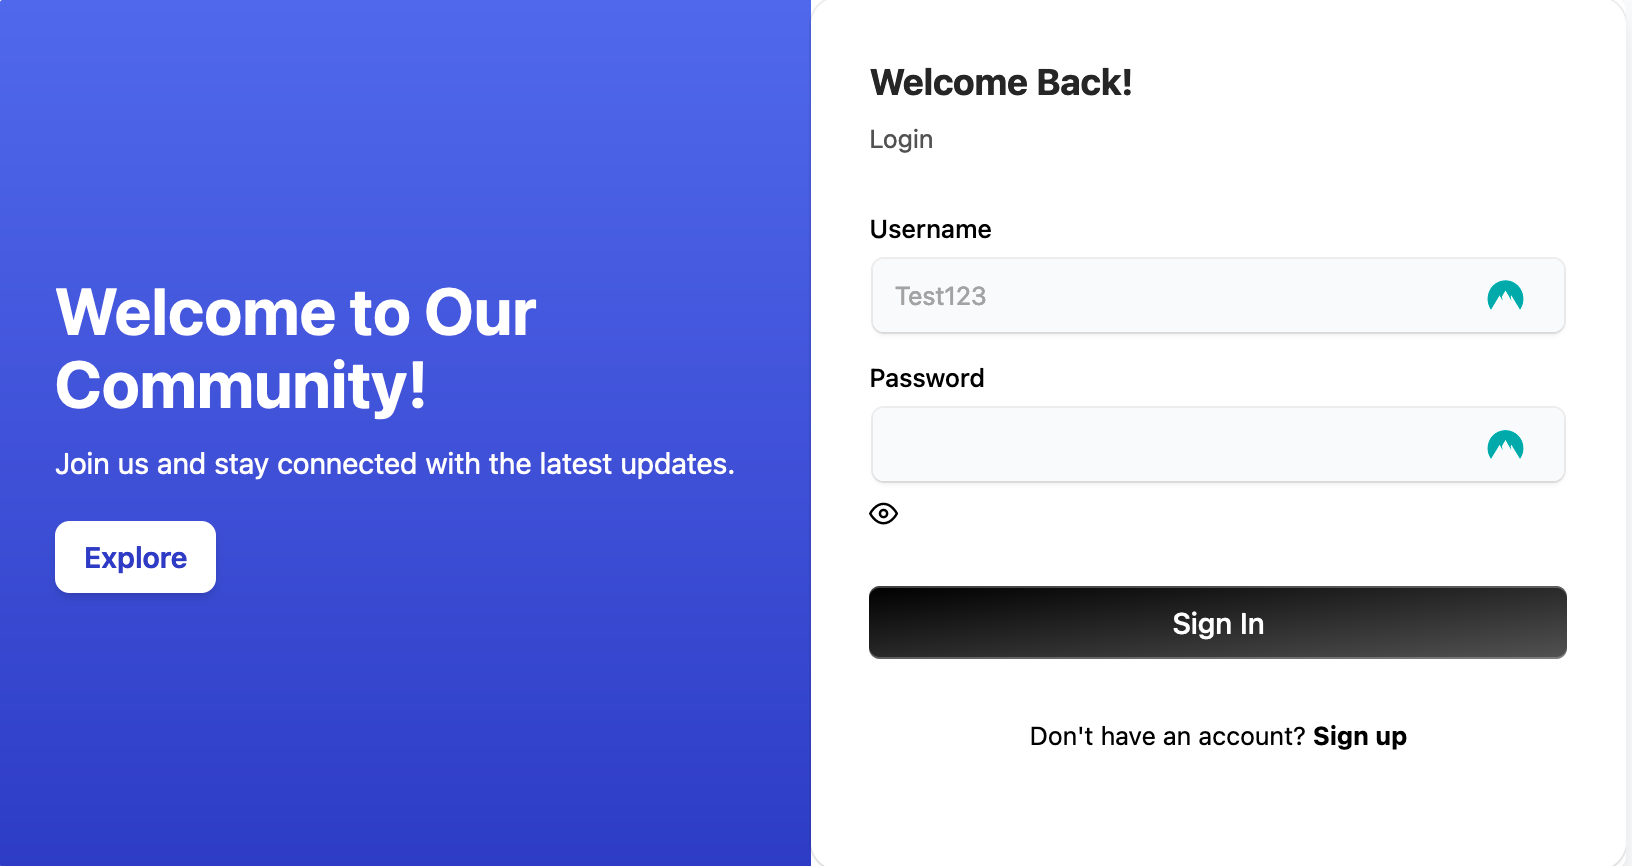 Welcome to Our
Community!
Join us and stay connected with the latest updates.
Explore
Welcome Back!
Login
Username
Test123
Password
Sign In
Don't have an account? Sign up